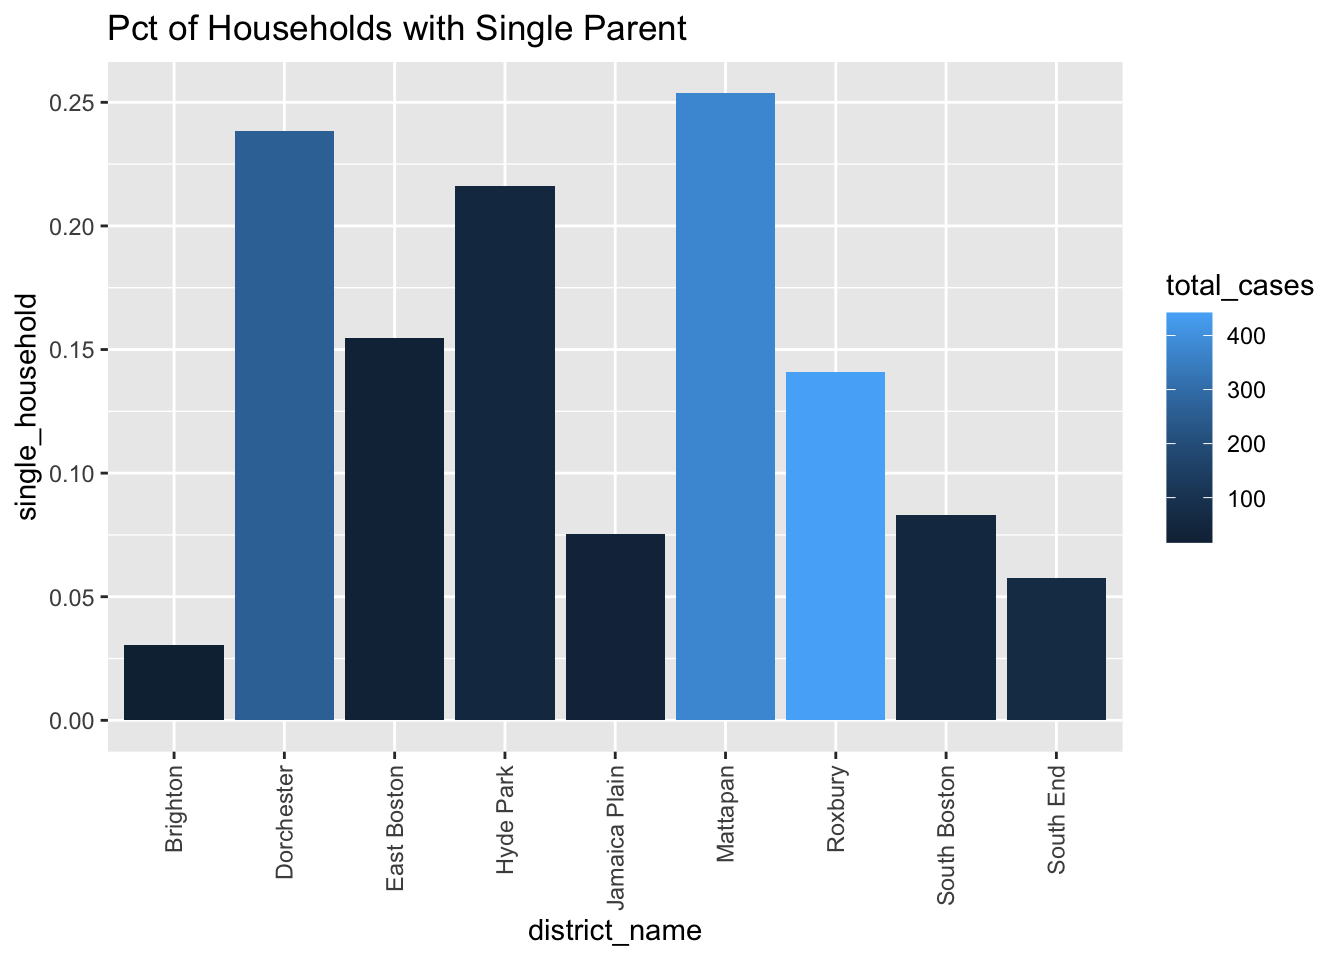 Pct of Households with Single Parent
single_household
0.25
0.20
0.15
0.10
0.05
0.00
Brighton
Dorchester
East Boston
Hyde Park
Jamaica Plain
Mattapan
Roxbury
South Boston
South End
district_name
total_cases
400
300
200
100